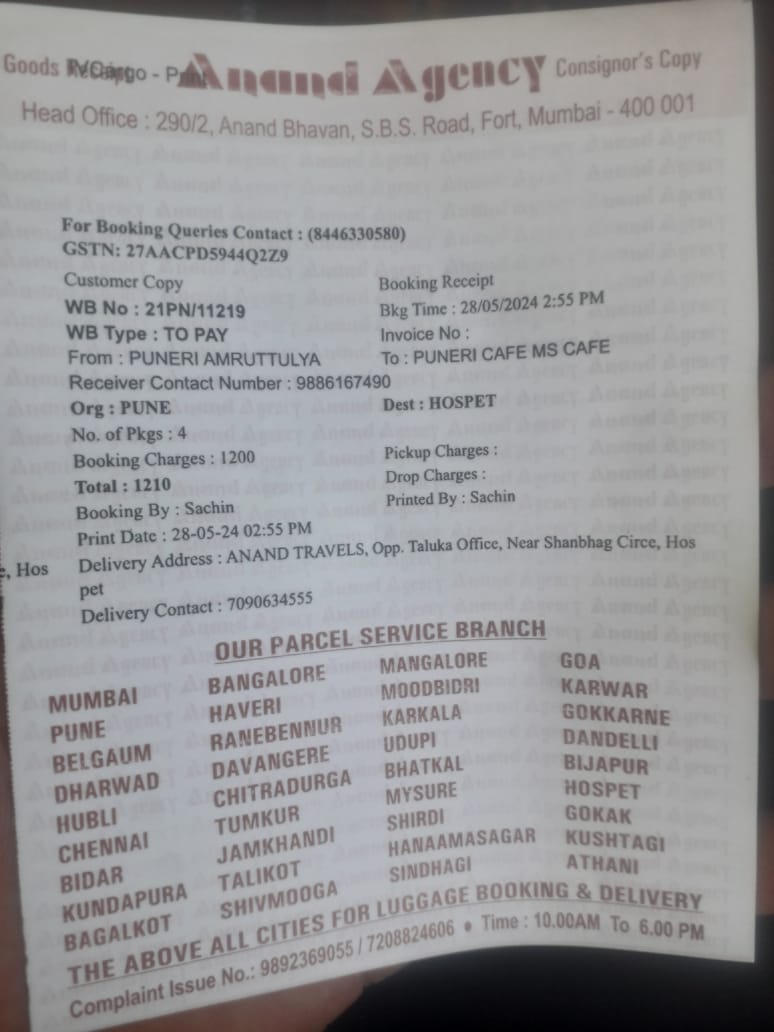 Goods Receipt IVCargo - Print Anand Agency Consignor's Copy
Head Office : 290/2, Anand Bhavan, S.B.S. Road, Fort, Mumbai - 400 001
For Booking Queries Contact : (8446330580)
GSTN: 27AACPD5944Q2Z9
Customer Copy Booking Receipt
WB No : 21PN/11219 Bkg Time : 28/05/2024 2:55 PM
WB Type : TO PAY Invoice No :
From : PUNERI AMRUTTULYA To : PUNERI CAFE MS CAFE
Receiver Contact Number : 9886167490
Org : PUNE Dest : HOSPET
No. of Pkgs : 4
Booking Charges : 1200 Pickup Charges :
Total : 1210 Drop Charges :
Booking By : Sachin Printed By : Sachin
Print Date : 28-05-24 02:55 PM
Delivery Address : ANAND TRAVELS, Opp. Taluka Office, Near Shanbhag Circe, Hos
e, Hos pet
Delivery Contact : 7090634555
OUR PARCEL SERVICE BRANCH
MUMBAI BANGALORE MANGALORE GOA
PUNE HAVERI MOODBIDRI KARWAR
BELGAUM RANEBENNUR KARKALA GOKKARNE
DHARWAD DAVANGERE UDUPI DANDELLI
HUBLI CHITRADURGA BHATKAL BIJAPUR
CHENNAI TUMKUR MYSURE HOSPET
BIDAR JAMKHANDI SHIRDI GOKAK
KUNDAPURA TALIKOT HANAAMASAGAR KUSHTAGI
BAGALKOT SHIVMOOGA SINDHAGI ATHANI
THE ABOVE ALL CITIES FOR LUGGAGE BOOKING & DELIVERY
Complaint Issue No.: 9892369055 / 7208824606 • Time : 10.00AM To 6.00 PM